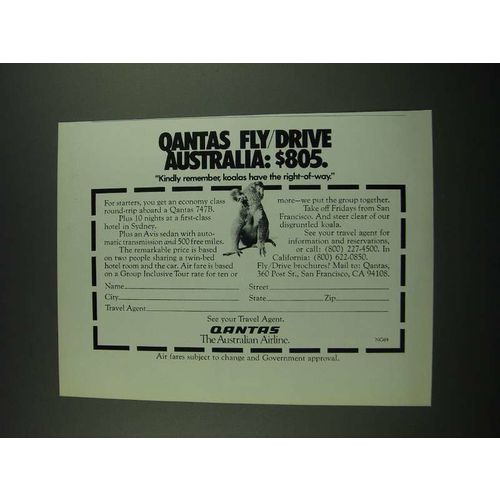 QANTAS FLY/DRIVE
AUSTRALIA: $805.
"Kindly remember, koalas have the right-of-way."
For starters, you get an economy class
round-trip aboard a Qantas 747B.
Plus 10 nights at a first-class
hotel in Sydney.
Plus an Avis sedan with auto-
matic transmission and 500 free miles.
The remarkable price is based
on two people sharing a twin-bed
hotel room and the car. Air fare is based
on a Group Inclusive Tour rate for ten or
more—we put the group together.
Take off Fridays from San
Francisco. And steer clear of our
disgruntled koala.
See your travel agent for
information and reservations,
or call: (800) 227-4500. In
California: (800) 622-0850.
Fly/Drive brochures? Mail to: Qantas,
360 Post St., San Francisco, CA 94108.
Name Street
City State Zip
Travel Agent
See your Travel Agent.
QANTAS
The Australian Airline.
Air fares subject to change and Government approval.